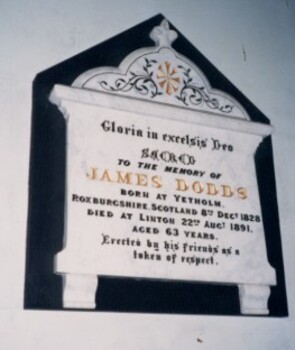 Gloria in excelsis Deo
SACRED
TO THE MEMORY OF
JAMES DODDS
BORN AT YETHOLM.
ROXBURGHSHIRE. SCOTLAND 8TH DECR 1828
DIED AT LINTON 22ND AUGT 1891.
AGED 63 YEARS.
Erected by his friends as a
token of respect.